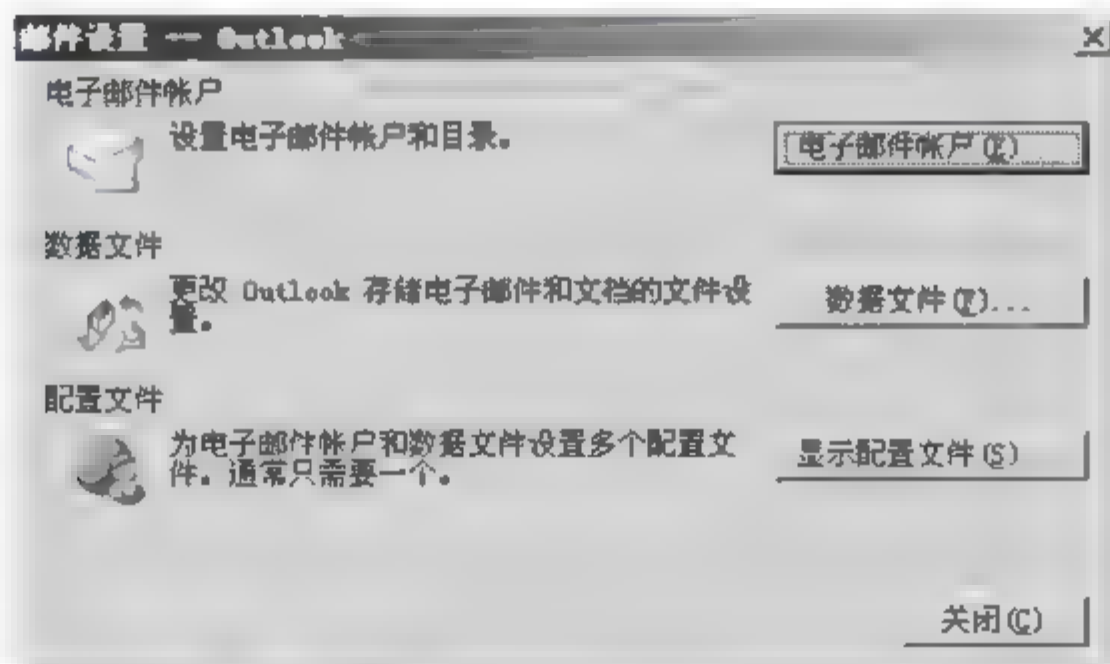 邮件设置 -- Outlook
电子邮件帐户
设置电子邮件帐户和目录。
电子邮件帐户(E)
数据文件
更改 Outlook 存储电子邮件和文档的文件设
置。
数据文件(F)...
配置文件
为电子邮件帐户和数据文件设置多个配置文
件。通常只需要一个。
显示配置文件(S)
关闭(C)